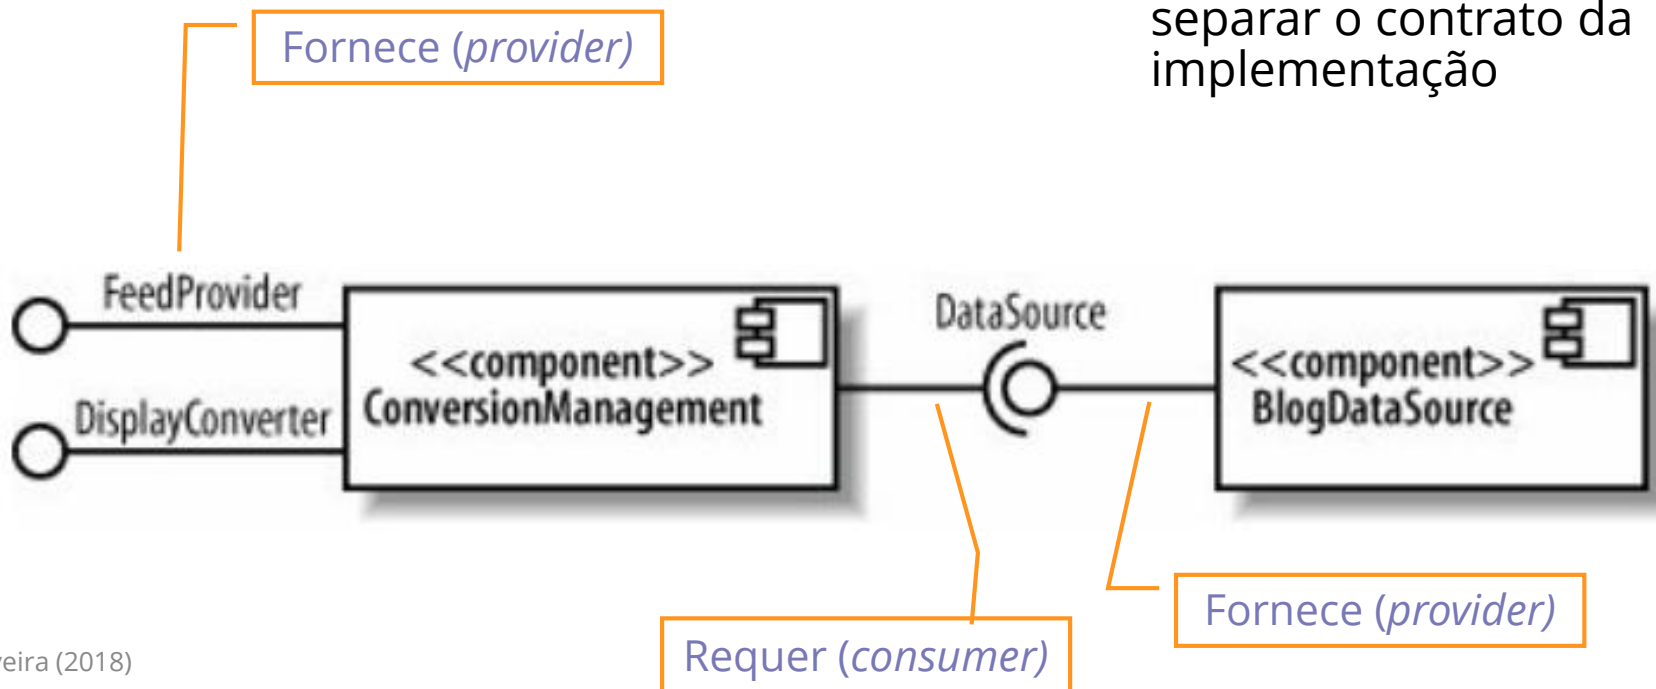 separar o contrato da
implementação
Fornece (provider)
FeedProvider
DisplayConverter
<<component>>
ConversionManagement
DataSource
<<component>>
BlogDataSource
Fornece (provider)
Requer (consumer)
eira (2018)